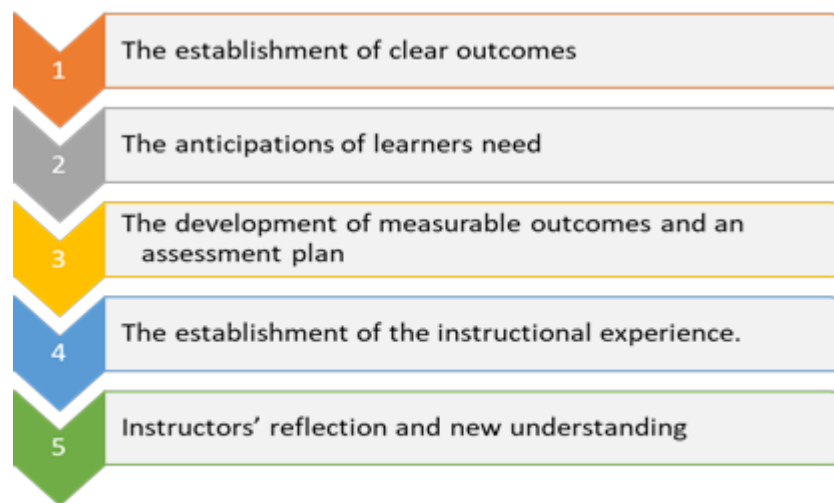 1
The establishment of clear outcomes
2
The anticipations of learners need
3
The development of measurable outcomes and an
assessment plan
4
The establishment of the instructional experience.
5
Instructors’ reflection and new understanding